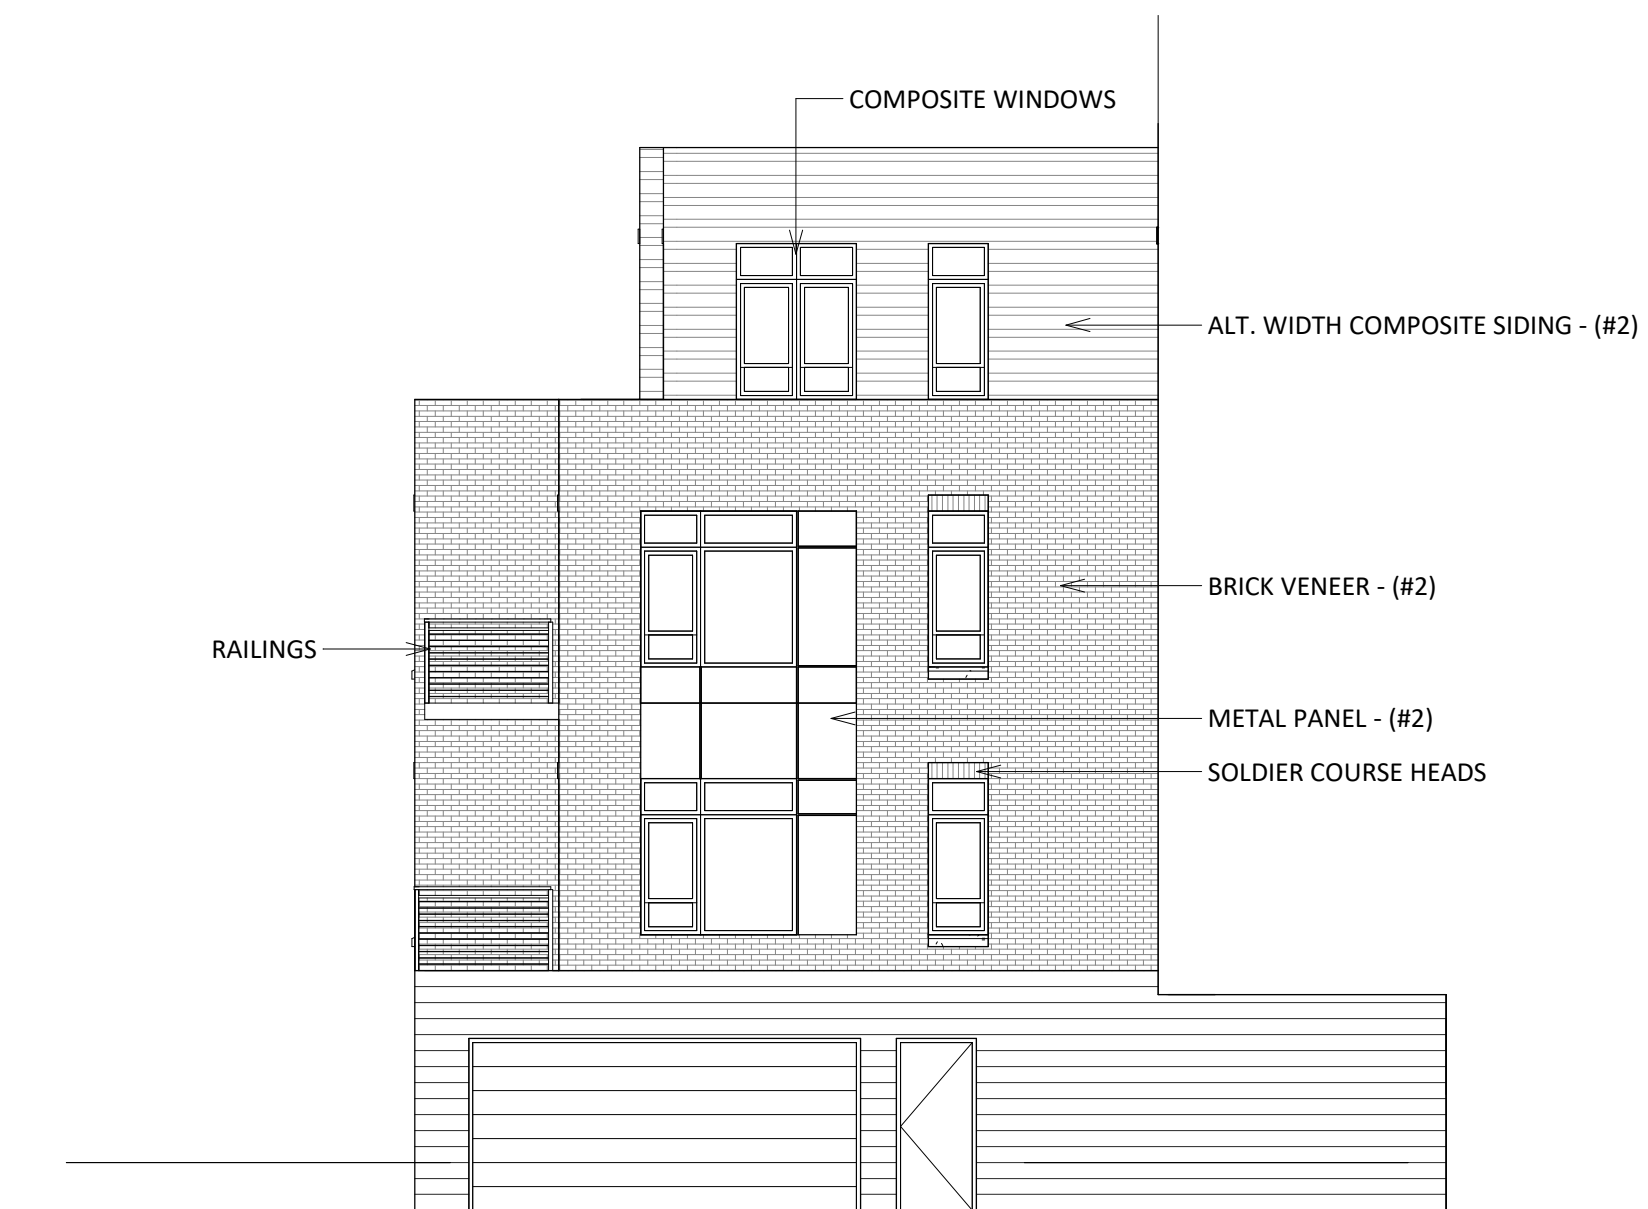 COMPOSITE WINDOWS
ALT. WIDTH COMPOSITE SIDING - (#2)
BRICK VENEER - (#2)
RAILINGS
METAL PANEL - (#2)
SOLDIER COURSE HEADS